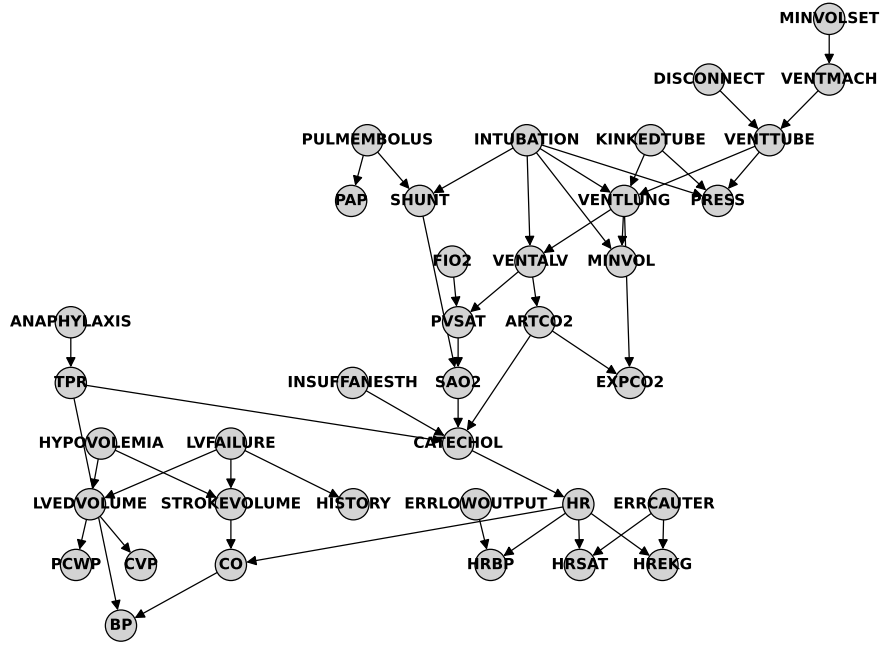 MINVOLSET
DISCONNECT VENTMACH
PULMEMBOLUS INTUBATION KINKEDTUBE VENTTUBE
PAP SHUNT VENTLUNG PRESS
FIO2 VENTALV MINVOL
ANAPHYLAXIS PVSAT ARTCO2
TPR INSUFFANESTH SAO2 EXPCO2
HYPOVOLEMIA LVFAILURE CATECHOL
LVEDVOLUME STROKEVOLUME HISTORY ERRLOWOUTPUT HR ERRCAUTER
PCWP CVP CO HRBP HRSAT HREKG
BP